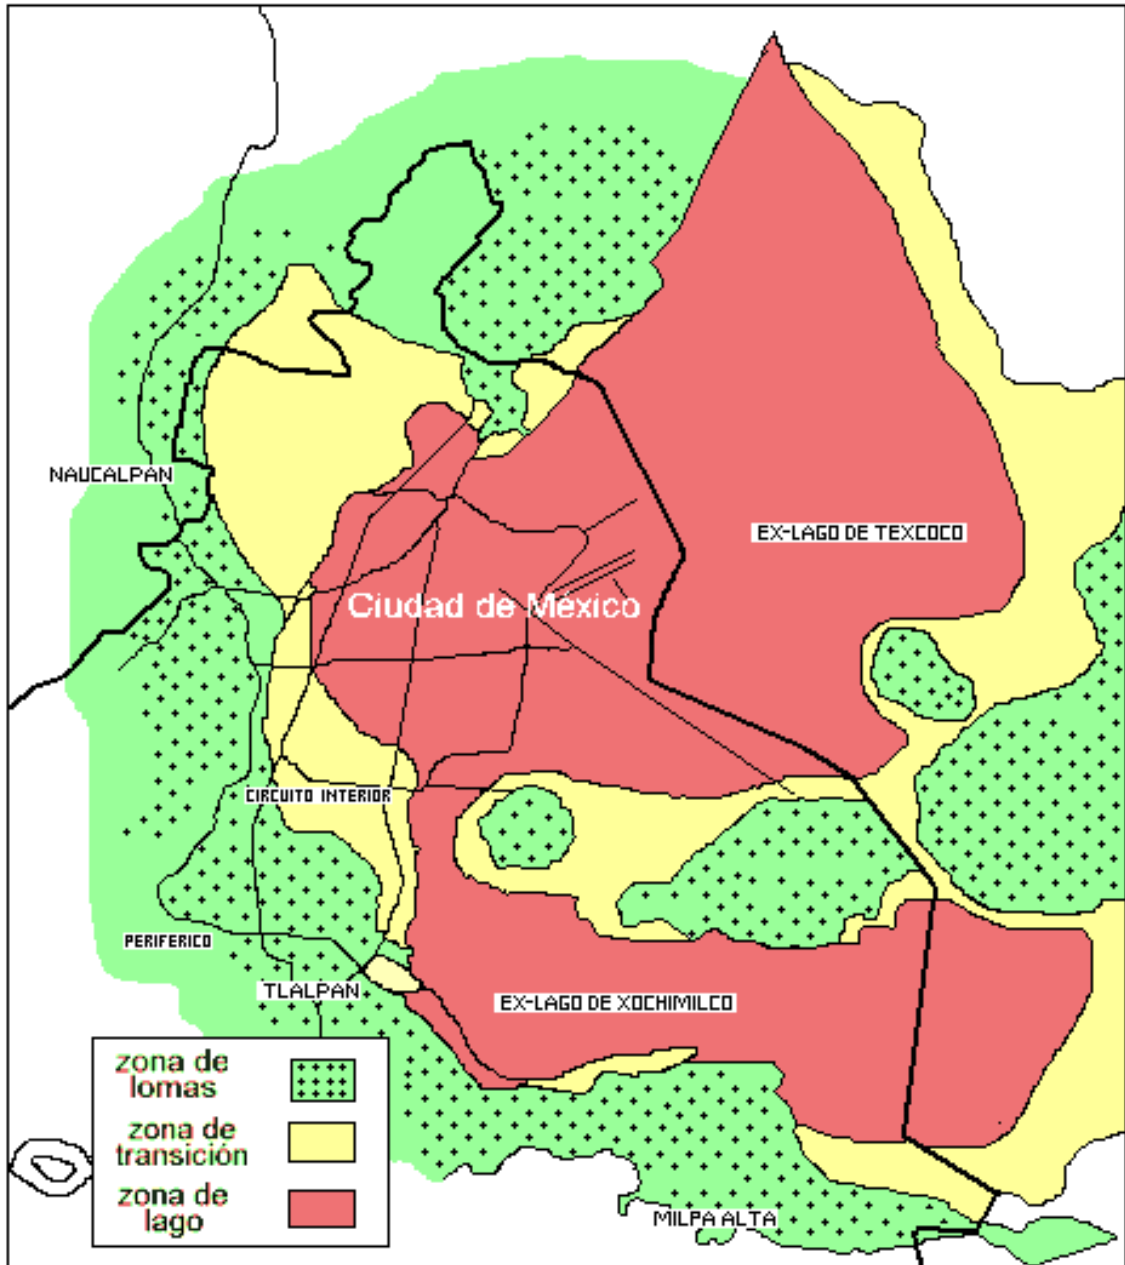 NAUCALPAN
EX-LAGO DE TEXCOCO
Ciudad de México
CIRCUITO INTERIOR
PERIFERICO
TLALPAN
EX-LAGO DE XOCHIMILCO
zona de
lomas
zona de
transición
zona de
lago
MILPA ALTA